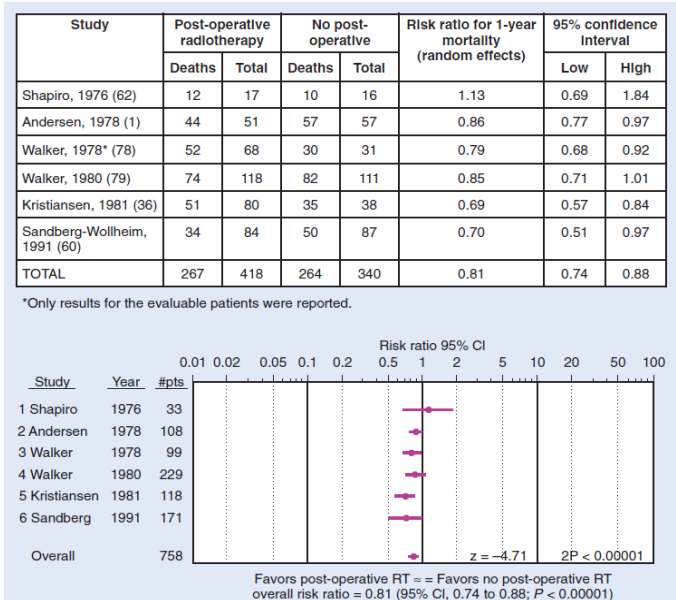 Study Post-operative radiotherapy No post-operative Risk ratio for 1-year mortality (random effects) 95% confidence interval
Deaths Total Deaths Total Low High
Shapiro, 1976 (62) 12 17 10 16 1.13 0.69 1.84
Andersen, 1978 (1) 44 51 57 57 0.86 0.77 0.97
Walker, 1978* (78) 52 68 30 31 0.79 0.68 0.92
Walker, 1980 (79) 74 118 82 111 0.85 0.71 1.01
Kristiansen, 1981 (36) 51 80 35 38 0.69 0.57 0.84
Sandberg-Wollheim, 1991 (60) 34 84 50 87 0.70 0.51 0.97
TOTAL 267 418 264 340 0.81 0.74 0.88
*Only results for the evaluable patients were reported.
Risk ratio 95% CI
0.01 0.02 0.05 0.1 0.2 0.5 1 2 5 10 20 50 100
Study Year #pts
1 Shapiro 1976 33
2 Andersen 1978 108
3 Walker 1978 99
4 Walker 1980 229
5 Kristiansen 1981 118
6 Sandberg 1991 171
Overall 758 z = –4.71 2P < 0.00001
Favors post-operative RT ≈ = Favors no post-operative RT
overall risk ratio = 0.81 (95% CI, 0.74 to 0.88; P < 0.00001)